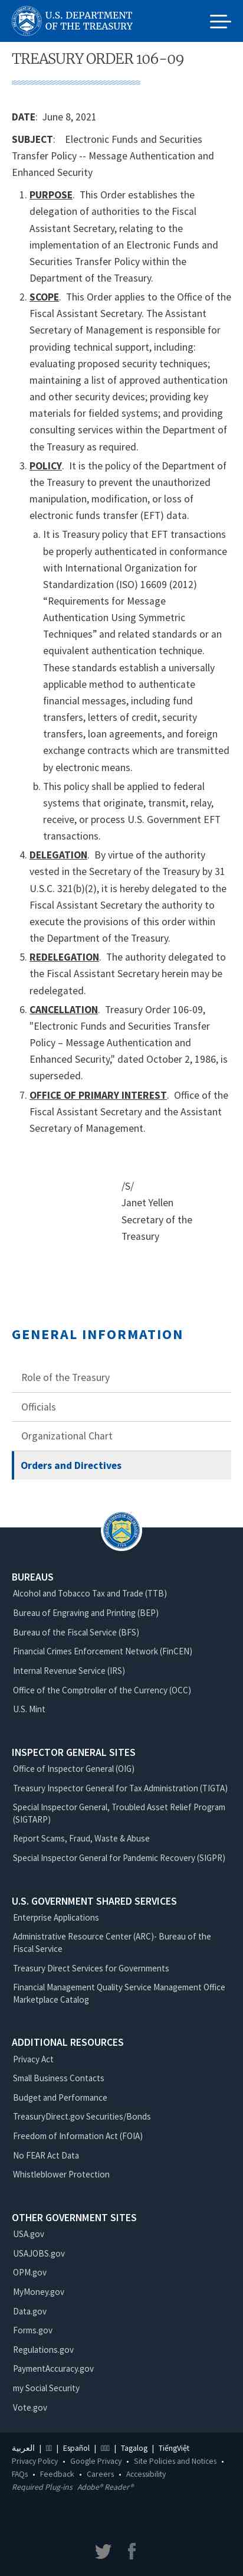 U.S. DEPARTMENT
OF THE TREASURY
TREASURY ORDER 106-09
DATE:  June 8, 2021
SUBJECT:    Electronic Funds and Securities
Transfer Policy -- Message Authentication and
Enhanced Security
1. PURPOSE.  This Order establishes the
delegation of authorities to the Fiscal
Assistant Secretary, relating to the
implementation of an Electronic Funds and
Securities Transfer Policy within the
Department of the Treasury.
2. SCOPE.  This Order applies to the Office of the
Fiscal Assistant Secretary. The Assistant
Secretary of Management is responsible for
providing technical support, including:
evaluating proposed security techniques;
maintaining a list of approved authentication
and other security devices; providing key
materials for fielded systems; and providing
consulting services within the Department of
the Treasury as required.
3. POLICY.  It is the policy of the Department of
the Treasury to prevent the unauthorized
manipulation, modification, or loss of
electronic funds transfer (EFT) data.
a. It is Treasury policy that EFT transactions
be properly authenticated in conformance
with International Organization for
Standardization (ISO) 16609 (2012)
“Requirements for Message
Authentication Using Symmetric
Techniques” and related standards or an
equivalent authentication technique.
These standards establish a universally
applicable method to authenticate
financial messages, including fund
transfers, letters of credit, security
transfers, loan agreements, and foreign
exchange contracts which are transmitted
by electronic means.
b. This policy shall be applied to federal
systems that originate, transmit, relay,
receive, or process U.S. Government EFT
transactions.
4. DELEGATION.  By virtue of the authority
vested in the Secretary of the Treasury by 31
U.S.C. 321(b)(2), it is hereby delegated to the
Fiscal Assistant Secretary the authority to
execute the provisions of this order within
the Department of the Treasury.
5. REDELEGATION.  The authority delegated to
the Fiscal Assistant Secretary herein may be
redelegated.
6. CANCELLATION.  Treasury Order 106-09,
"Electronic Funds and Securities Transfer
Policy – Message Authentication and
Enhanced Security," dated October 2, 1986, is
superseded.
7. OFFICE OF PRIMARY INTEREST.  Office of the
Fiscal Assistant Secretary and the Assistant
Secretary of Management.
/S/
Janet Yellen
Secretary of the
Treasury
GENERAL INFORMATION
Role of the Treasury
Officials
Organizational Chart
Orders and Directives
BUREAUS
Alcohol and Tobacco Tax and Trade (TTB)
Bureau of Engraving and Printing (BEP)
Bureau of the Fiscal Service (BFS)
Financial Crimes Enforcement Network (FinCEN)
Internal Revenue Service (IRS)
Office of the Comptroller of the Currency (OCC)
U.S. Mint
INSPECTOR GENERAL SITES
Office of Inspector General (OIG)
Treasury Inspector General for Tax Administration (TIGTA)
Special Inspector General, Troubled Asset Relief Program
(SIGTARP)
Report Scams, Fraud, Waste & Abuse
Special Inspector General for Pandemic Recovery (SIGPR)
U.S. GOVERNMENT SHARED SERVICES
Enterprise Applications
Administrative Resource Center (ARC)- Bureau of the
Fiscal Service
Treasury Direct Services for Governments
Financial Management Quality Service Management Office
Marketplace Catalog
ADDITIONAL RESOURCES
Privacy Act
Small Business Contacts
Budget and Performance
TreasuryDirect.gov Securities/Bonds
Freedom of Information Act (FOIA)
No FEAR Act Data
Whistleblower Protection
OTHER GOVERNMENT SITES
USA.gov
USAJOBS.gov
OPM.gov
MyMoney.gov
Data.gov
Forms.gov
Regulations.gov
PaymentAccuracy.gov
my Social Security
Vote.gov
العربية | | Español | | Tagalog | TiếngViệt
Privacy Policy • Google Privacy • Site Policies and Notices •
FAQs • Feedback • Careers • Accessibility
Required Plug-ins Adobe® Reader®